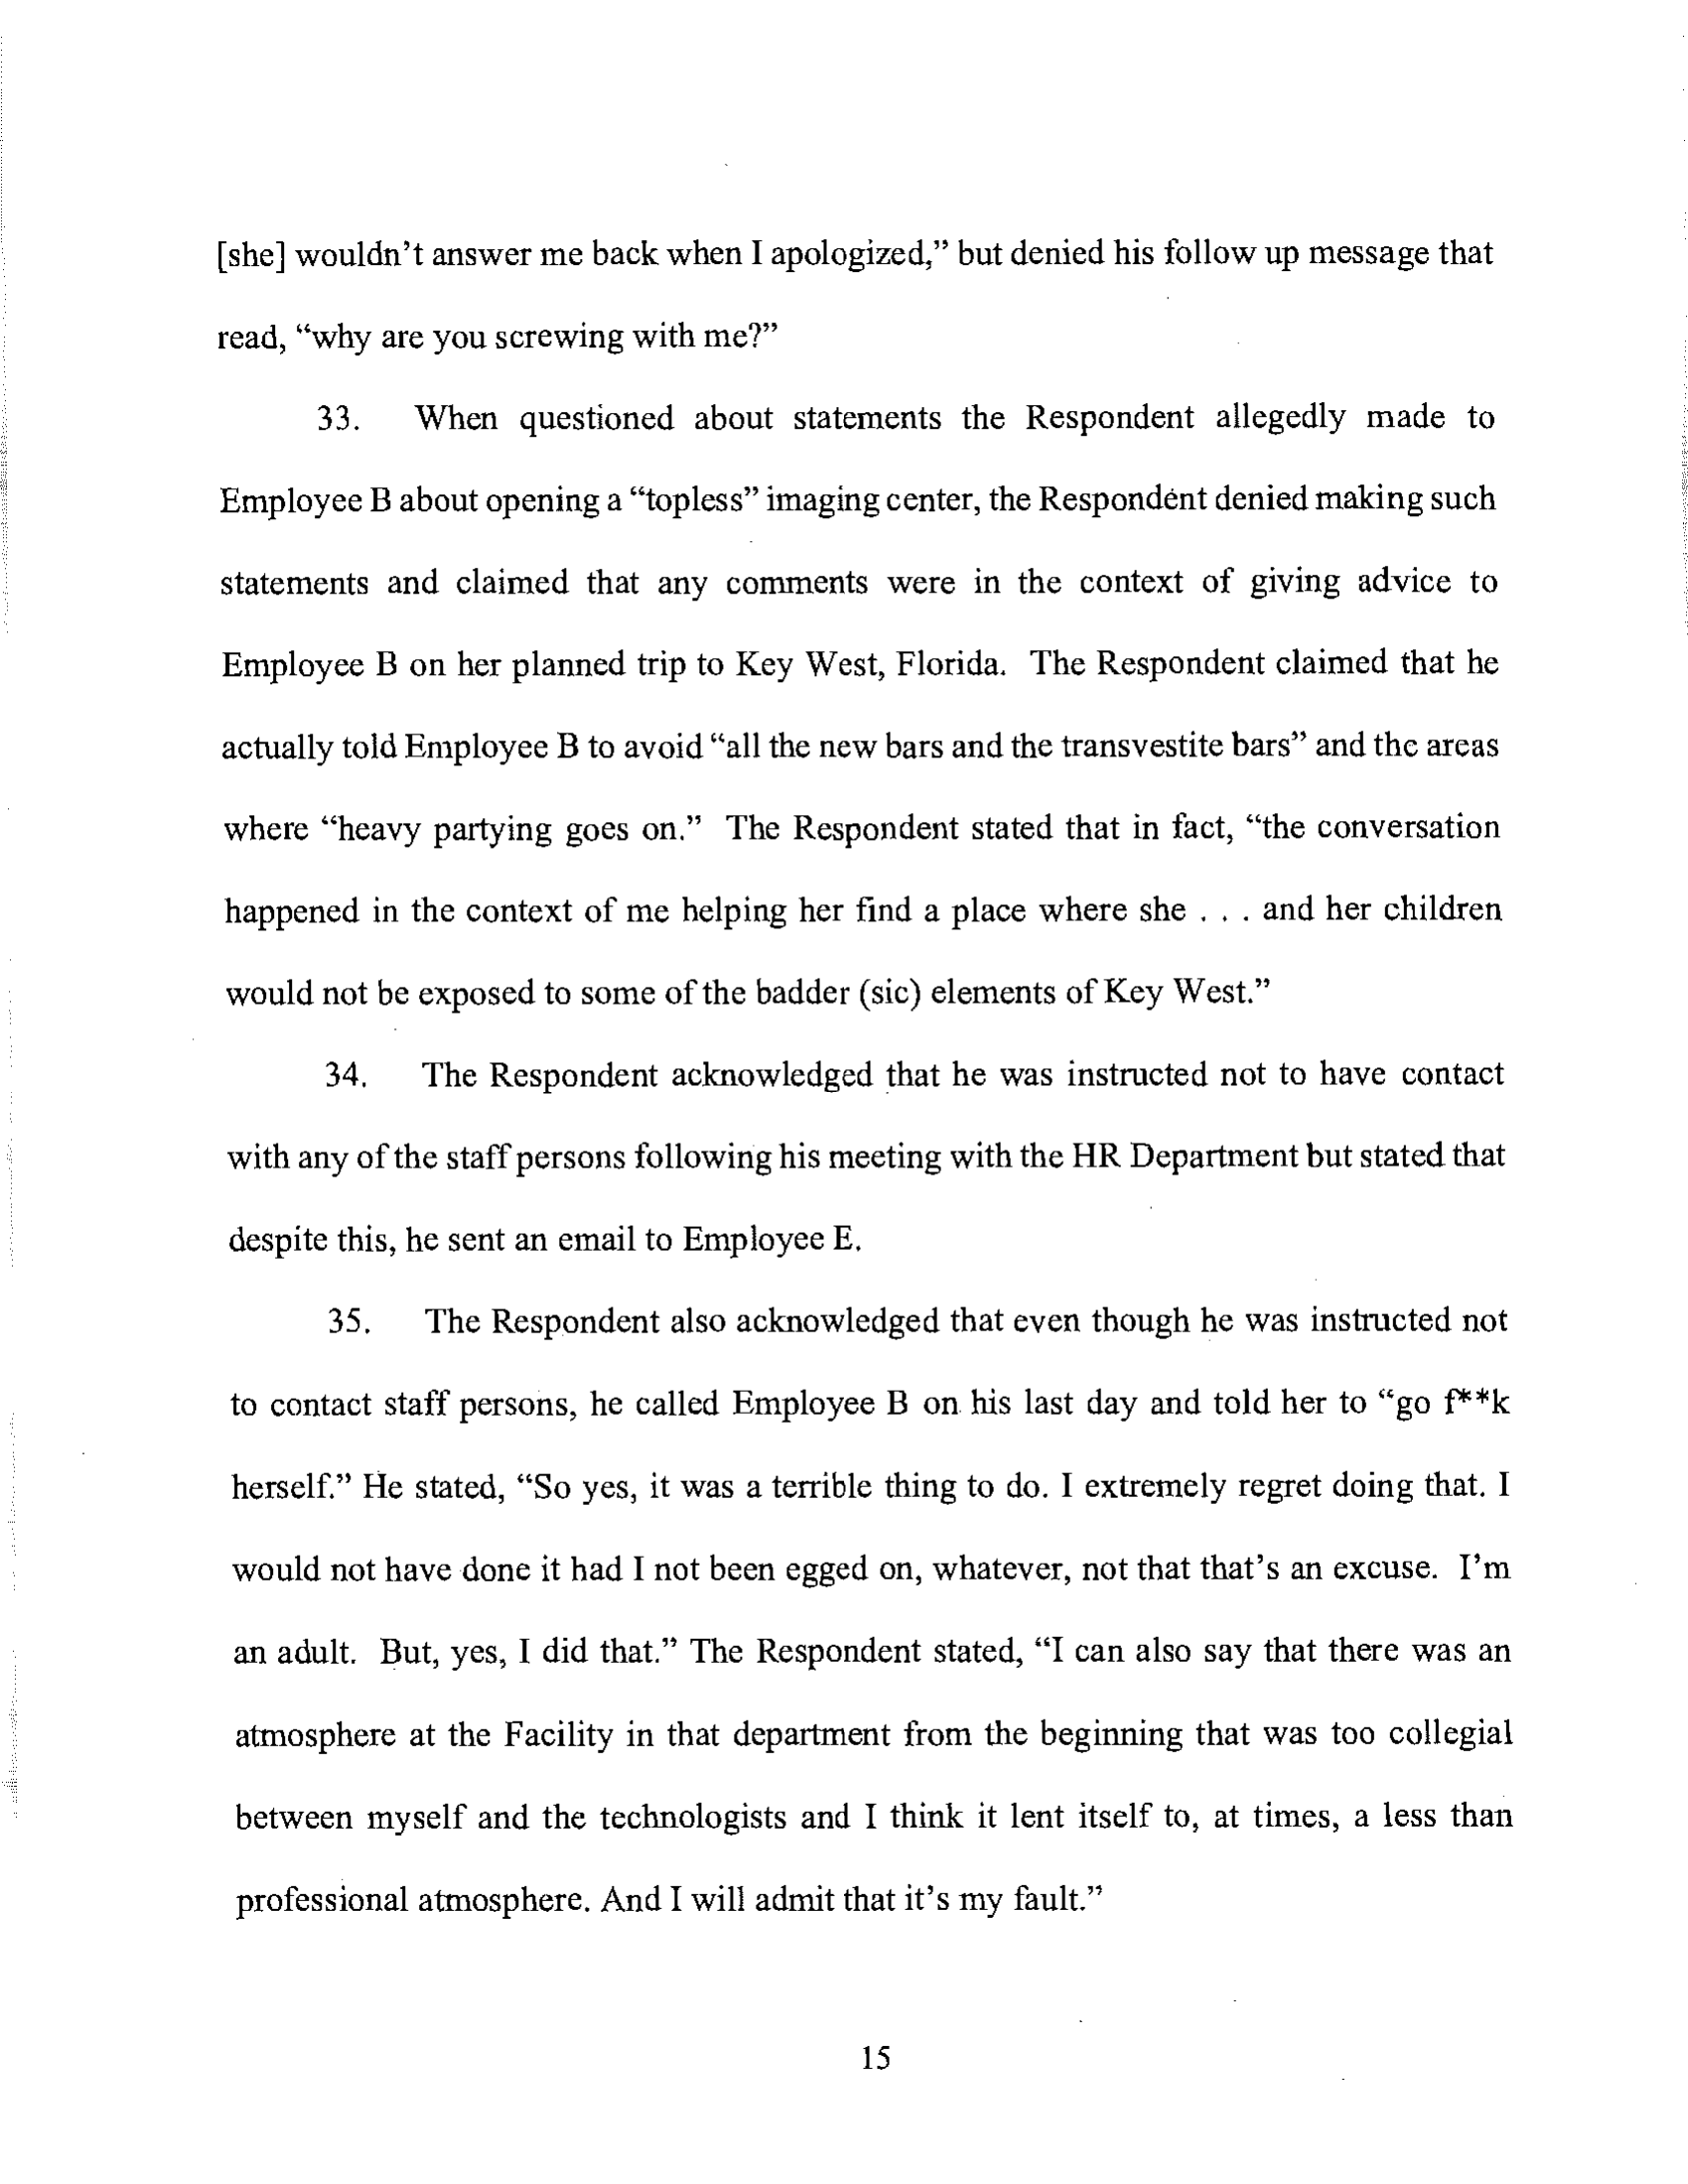 [she] wouldn't answer me back when I apologized,” but denied his follow up message that
read, “why are you screwing with me?”
33. When questioned about statements the Respondent allegedly made to
Employee B about opening a “topless” imaging center, the Respondent denied making such
statements and claimed that any comments were in the context of giving advice to
Employee B on her planned trip to Key West, Florida. The Respondent claimed that he
actually told Employee B to avoid “all the new bars and the transvestite bars” and the areas
where “heavy partying goes on.” The Respondent stated that in fact, “the conversation
happened in the context of me helping her find a place where she . . . and her children
would not be exposed to some of the badder (sic) elements of Key West.”
34. The Respondent acknowledged that he was instructed not to have contact
with any of the staff persons following his meeting with the HR Department but stated that
despite this, he sent an email to Employee E.
35. The Respondent also acknowledged that even though he was instructed not
to contact staff persons, he called Employee B on his last day and told her to “go f**k
herself.” He stated, “So yes, it was a terrible thing to do. I extremely regret doing that. I
would not have done it had I not been egged on, whatever, not that that's an excuse. I'm
an adult. But, yes, I did that.” The Respondent stated, “I can also say that there was an
atmosphere at the Facility in that department from the beginning that was too collegial
between myself and the technologists and I think it lent itself to, at times, a less than
professional atmosphere. And I will admit that it's my fault.”
15